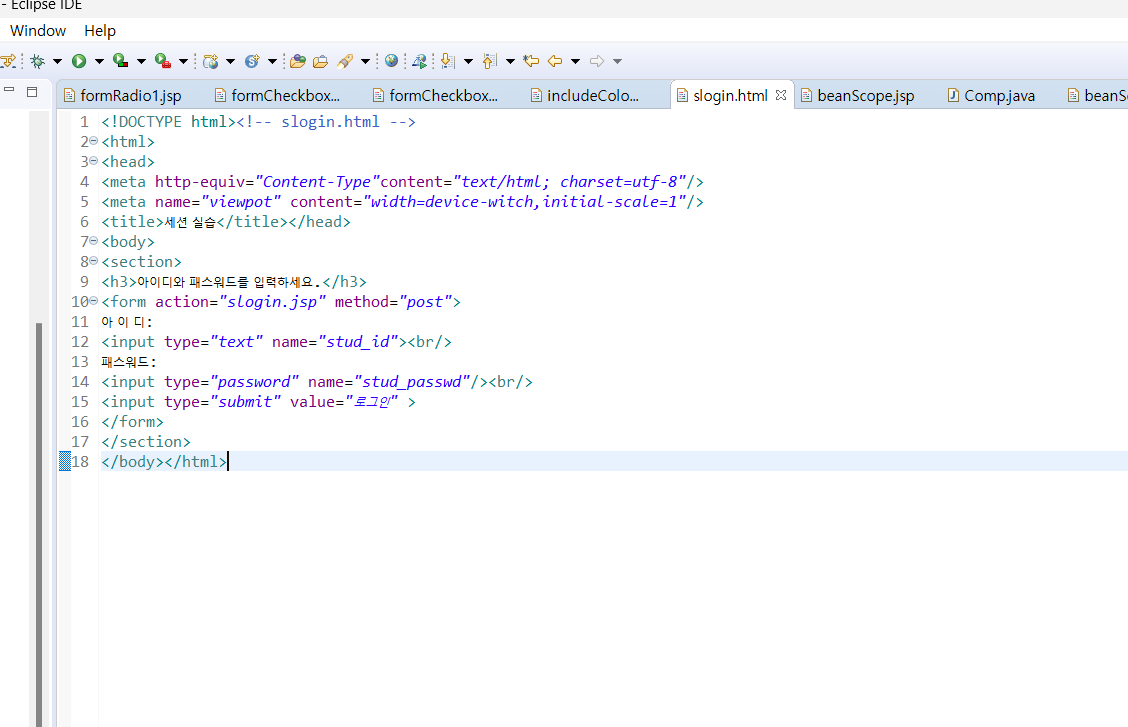 - Eclipse IDE
Window Help
formRadio1.jsp formCheckbox... formCheckbox... includeColo... slogin.html beanScope.jsp Comp.java beanS
1 <!DOCTYPE html><!-- slogin.html -->
2 <html>
3 <head>
4 <meta http-equiv="Content-Type"content="text/html; charset=utf-8"/>
5 <meta name="viewpot" content="width=device-witch,initial-scale=1"/>
6 <title>세션 실습</title></head>
7 <body>
8 <section>
9 <h3>아이디와 패스워드를 입력하세요.</h3>
10 <form action="slogin.jsp" method="post">
11 아 이 디:
12 <input type="text" name="stud_id"><br/>
13 패스워드:
14 <input type="password" name="stud_passwd"/><br/>
15 <input type="submit" value="로그인" >
16 </form>
17 </section>
18 </body></html>